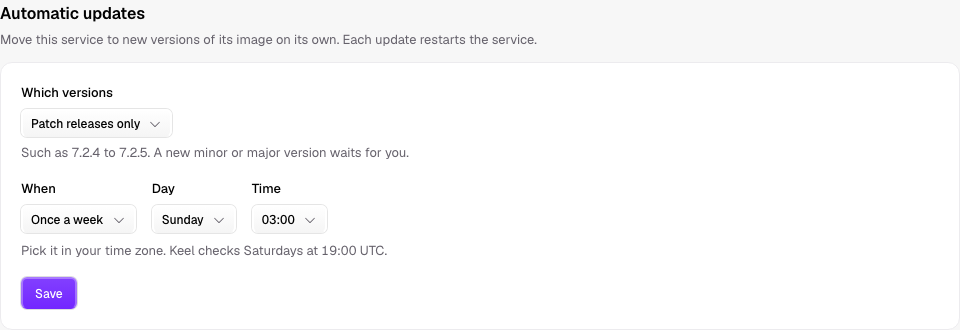 Automatic updates
Move this service to new versions of its image on its own. Each update restarts the service.
Which versions
Patch releases only
Such as 7.2.4 to 7.2.5. A new minor or major version waits for you.
When Day Time
Once a week Sunday 03:00
Pick it in your time zone. Keel checks Saturdays at 19:00 UTC.
Save